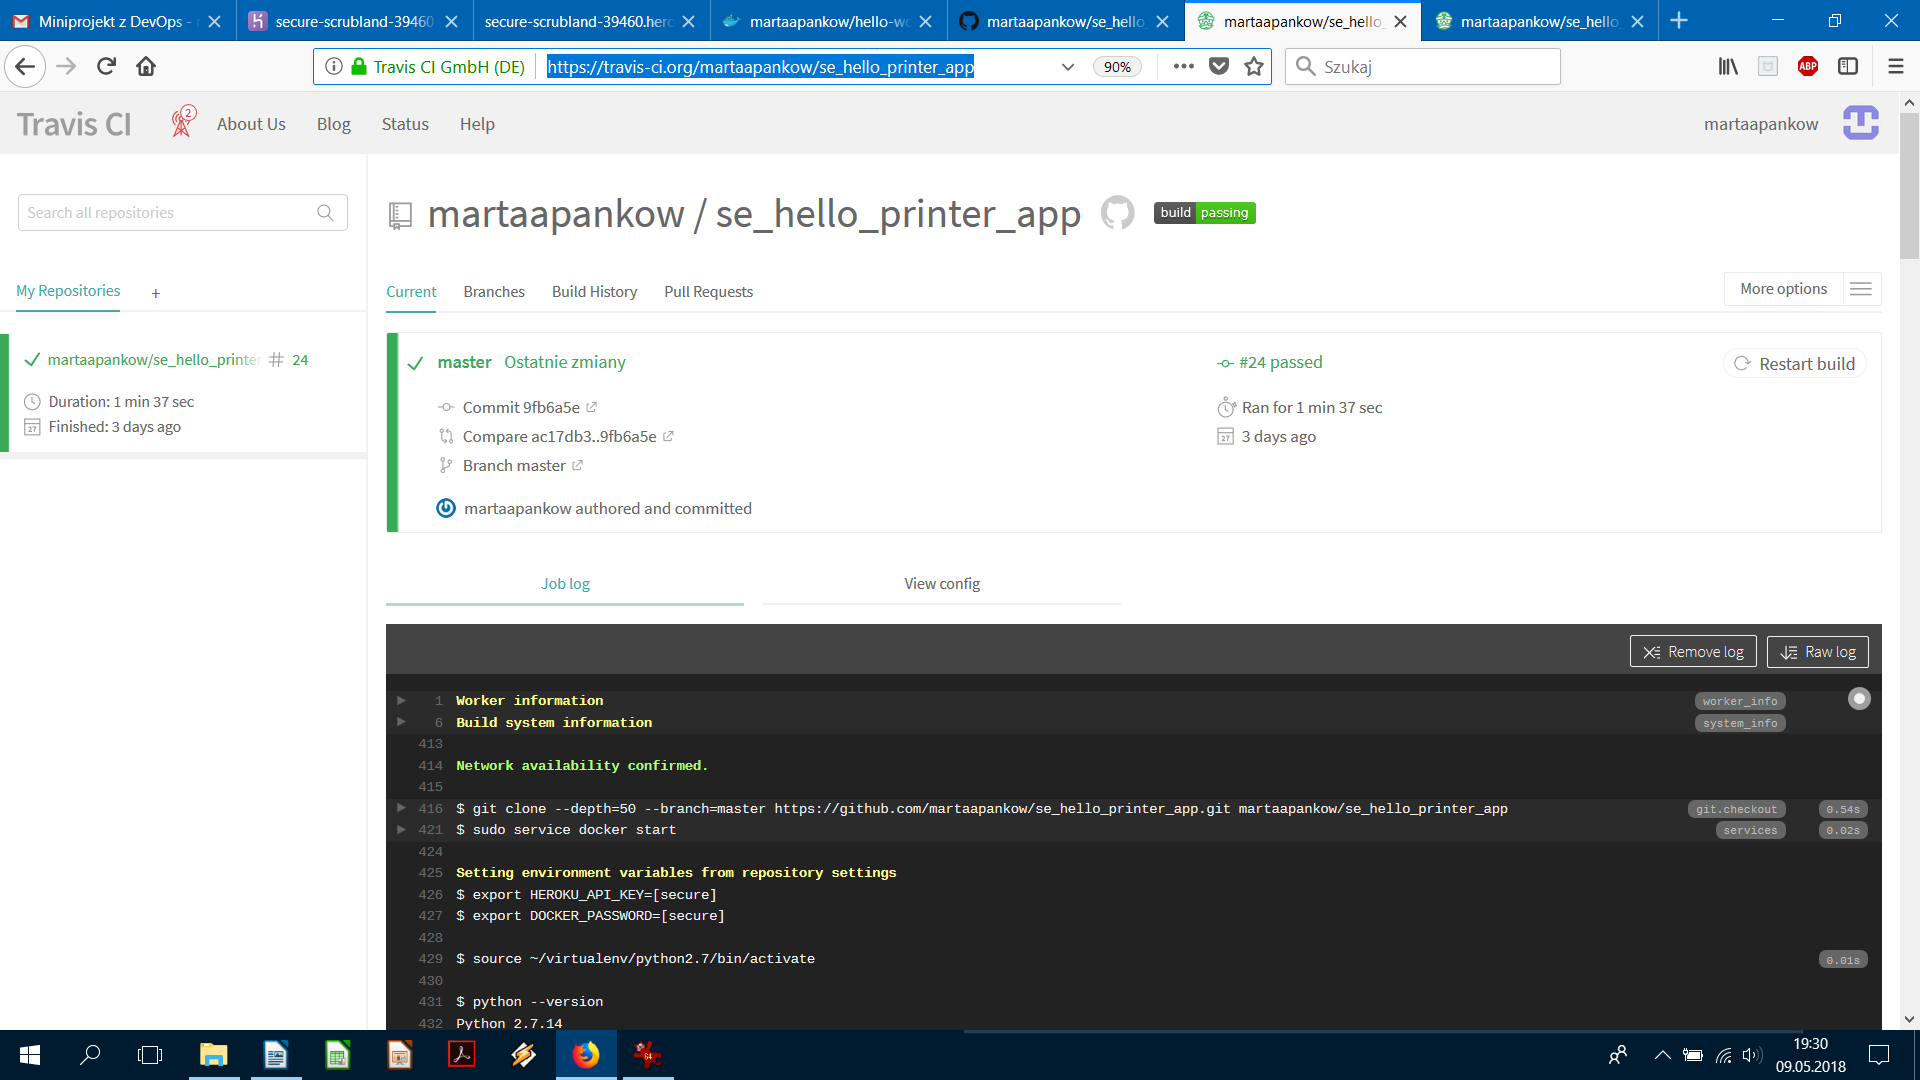 Miniprojekt z DevOps -
secure-scrubland-39460
secure-scrubland-39460.herc
martaapankow/hello-wo
martaapankow/se_hello_
martaapankow/se_hello_
martaapankow/se_hello_
Travis CI GmbH (DE)
https://travis-ci.org/martaapankow/se_hello_printer_app
90%
Szukaj
ABP
Travis CI
2
About Us
Blog
Status
Help
martaapankow
Search all repositories
martaapankow / se_hello_printer_app
build passing
My Repositories +
Current
Branches
Build History
Pull Requests
More options
martaapankow/se_hello_printer # 24
Duration: 1 min 37 sec
Finished: 3 days ago
master Ostatnie zmiany
#24 passed
Restart build
Commit 9fb6a5e
Ran for 1 min 37 sec
Compare ac17db3..9fb6a5e
3 days ago
Branch master
martaapankow authored and committed
Job log
View config
Remove log
Raw log
1 Worker information worker_info
6 Build system information system_info
413
414 Network availability confirmed.
415
416 $ git clone --depth=50 --branch=master https://github.com/martaapankow/se_hello_printer_app.git martaapankow/se_hello_printer_app git.checkout 0.54s
421 $ sudo service docker start services 0.02s
424
425 Setting environment variables from repository settings
426 $ export HEROKU_API_KEY=[secure]
427 $ export DOCKER_PASSWORD=[secure]
428
429 $ source ~/virtualenv/python2.7/bin/activate 0.01s
430
431 $ python --version
432 Python 2.7.14
64
19:30
09.05.2018